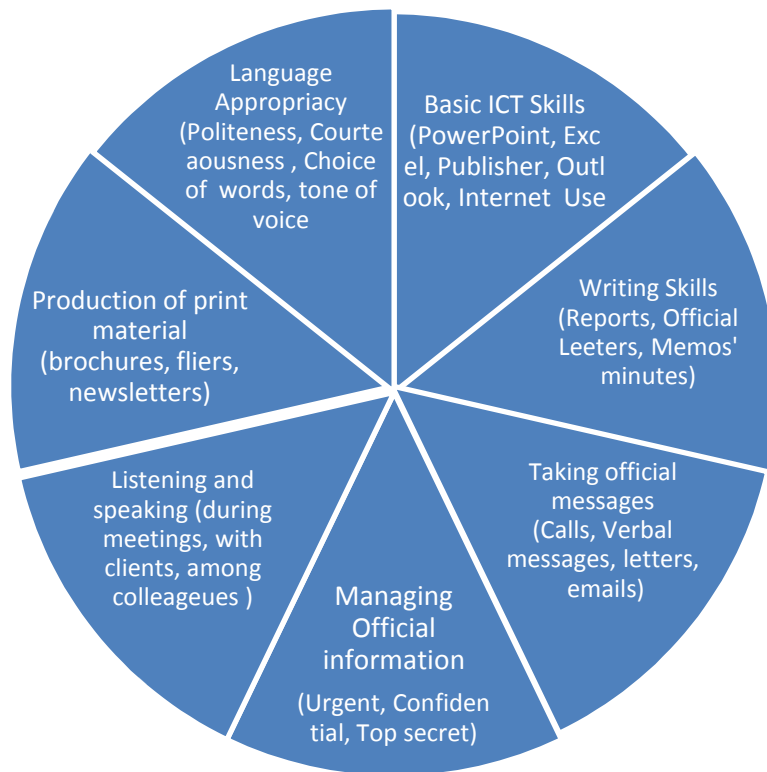 Language
Appropriacy
(Politeness, Courte
aousness , Choice
of words, tone of
voice
Basic ICT Skills
(PowerPoint, Exc
el, Publisher, Outl
ook, Internet Use
Writing Skills
(Reports, Official
Leeters, Memos'
minutes)
Taking official
messages
(Calls, Verbal
messages, letters,
emails)
Managing
Official
information
(Urgent, Confiden
tial, Top secret)
Listening and
speaking (during
meetings, with
clients, among
colleageues )
Production of print
material
(brochures, fliers,
newsletters)